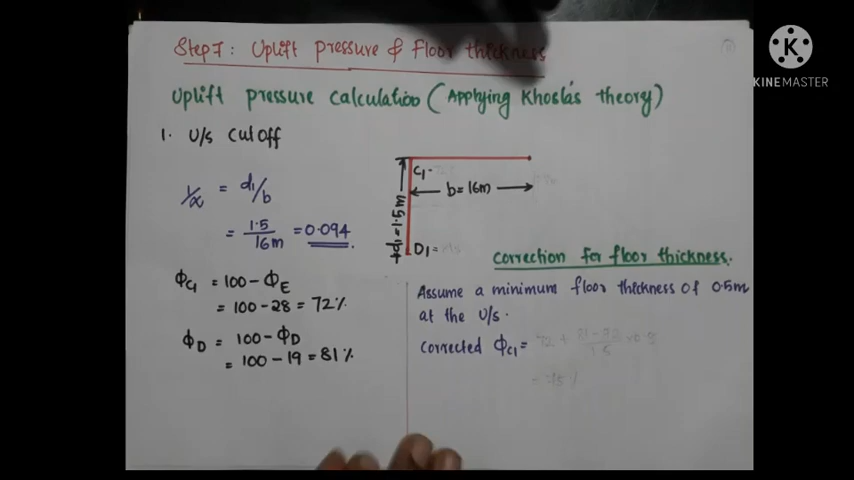 Step 7: Uplift pressure & Floor thickness
Uplift pressure calculation (Applying Khosla's theory)
1. U/s Cutoff
1/α = d1/b
= 1.5/16m = 0.094
C1.
b = 16m
d1 = 1.5m
D1 =
ΦC1 = 100 - ΦE
= 100 - 28 = 72%
ΦD = 100 - ΦD
= 100 - 19 = 81%
Correction for floor thickness.
Assume a minimum floor thickness of 0.5m
at the U/s.
Corrected ΦC1 =
K
KINEMASTER